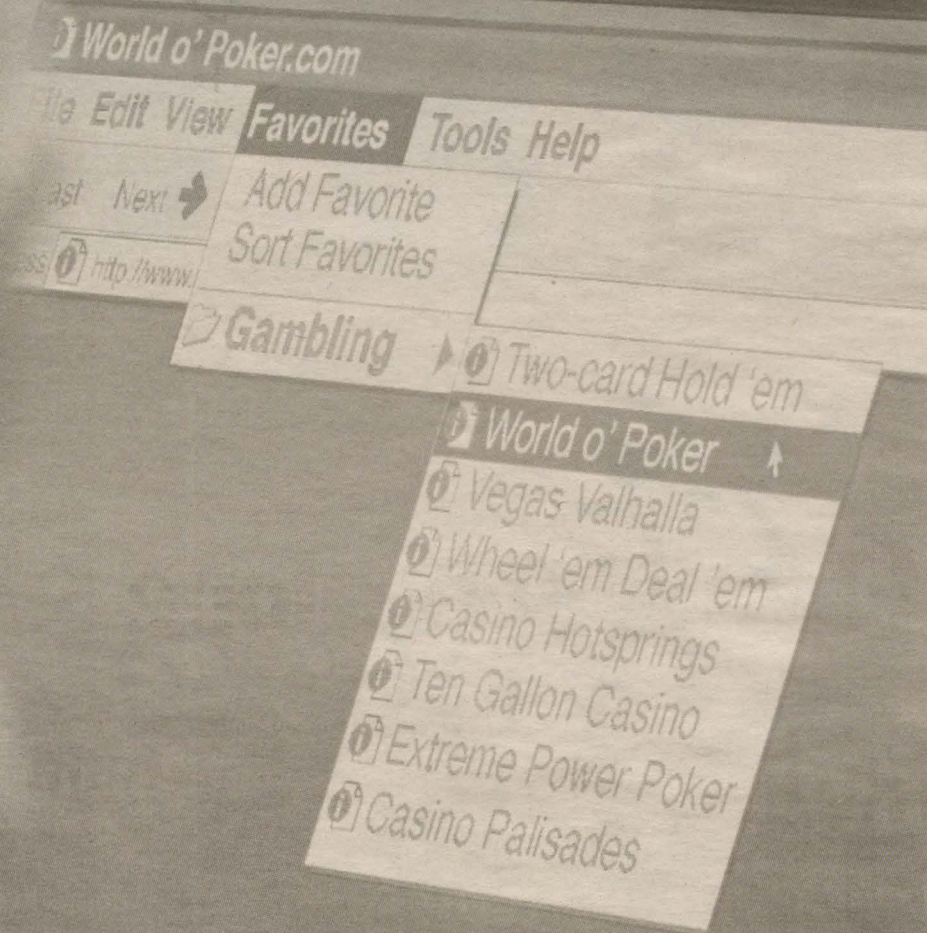 World o' Poker.com
File Edit View Favorites Tools Help
Next
Add Favorite
Sort Favorites
http://www.
Gambling
Two-card Hold 'em
World o' Poker
Vegas Valhalla
Wheel 'em Deal 'em
Casino Hotsprings
Ten Gallon Casino
Extreme Power Poker
Casino Palisades